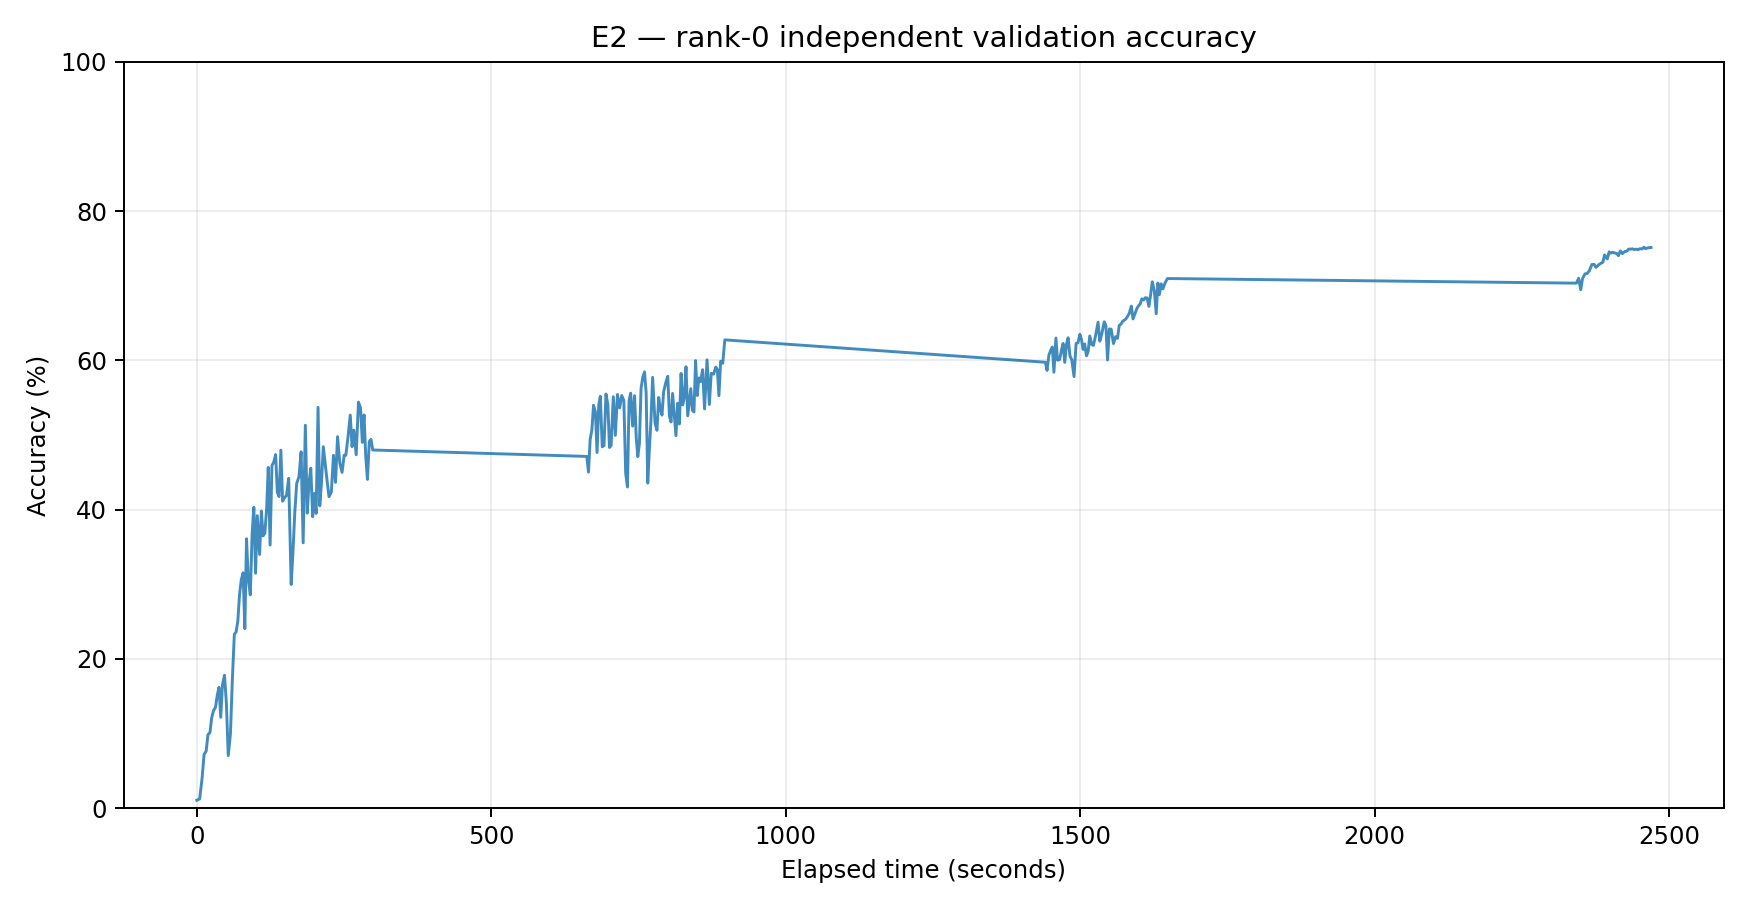 E2 — rank-0 independent validation accuracy
100
80
60
40
20
0
Accuracy (%)
0 500 1000 1500 2000 2500
Elapsed time (seconds)